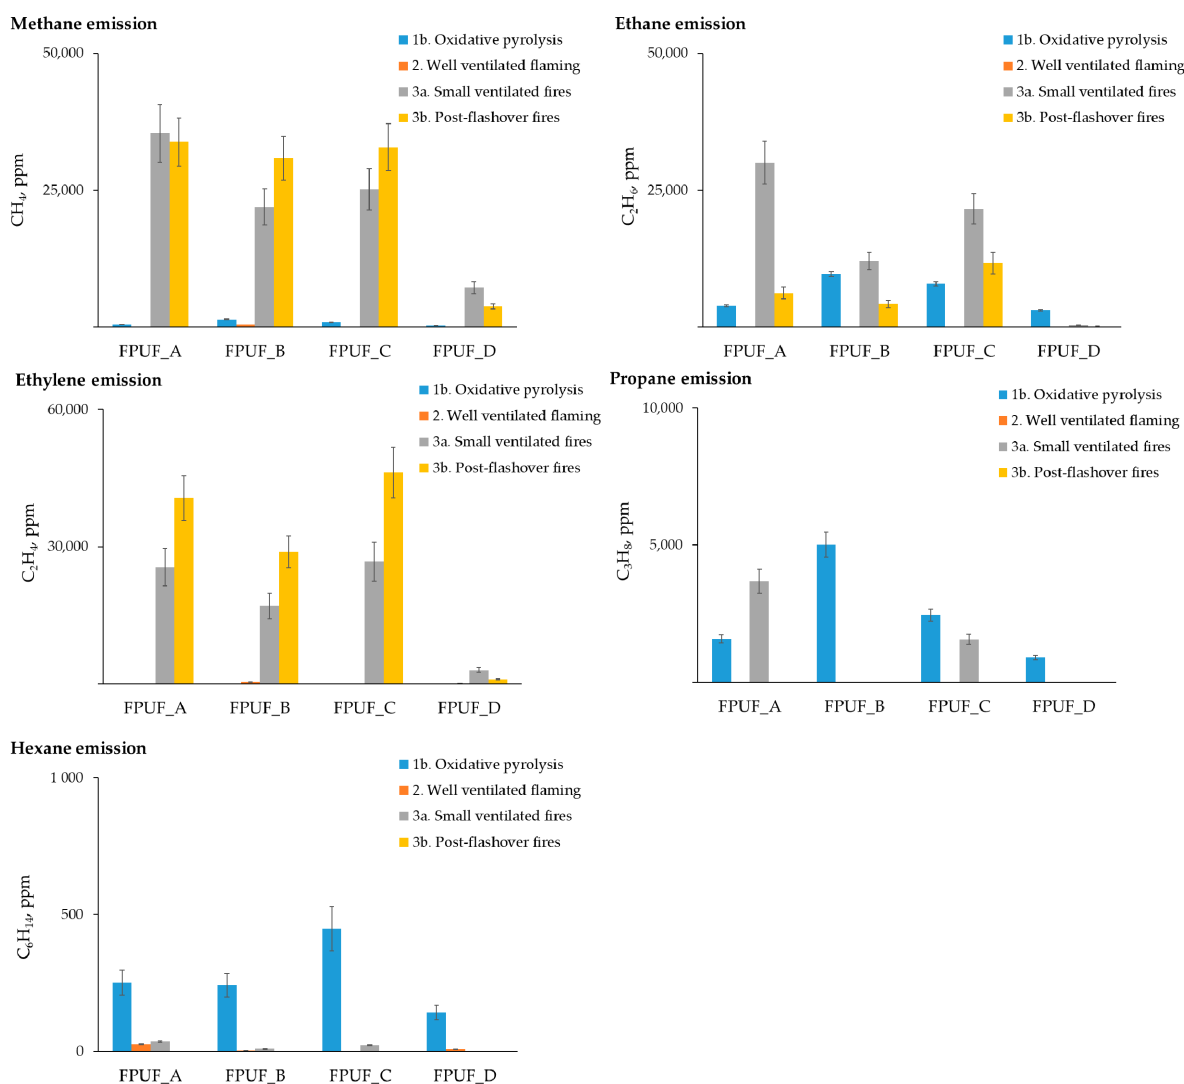 Methane emission
50,000
25,000
CH₄, ppm
1b. Oxidative pyrolysis
2. Well ventilated flaming
3a. Small ventilated fires
3b. Post-flashover fires
FPUF_A FPUF_B FPUF_C FPUF_D
Ethane emission
50,000
25,000
C₂H₆, ppm
1b. Oxidative pyrolysis
2. Well ventilated flaming
3a. Small ventilated fires
3b. Post-flashover fires
FPUF_A FPUF_B FPUF_C FPUF_D
Ethylene emission
60,000
30,000
C₂H₄, ppm
1b. Oxidative pyrolysis
2. Well ventilated flaming
3a. Small ventilated fires
3b. Post-flashover fires
FPUF_A FPUF_B FPUF_C FPUF_D
Propane emission
10,000
5,000
C₃H₈, ppm
1b. Oxidative pyrolysis
2. Well ventilated flaming
3a. Small ventilated fires
3b. Post-flashover fires
FPUF_A FPUF_B FPUF_C FPUF_D
Hexane emission
1 000
500
0
C₆H₁₄, ppm
1b. Oxidative pyrolysis
2. Well ventilated flaming
3a. Small ventilated fires
3b. Post-flashover fires
FPUF_A FPUF_B FPUF_C FPUF_D